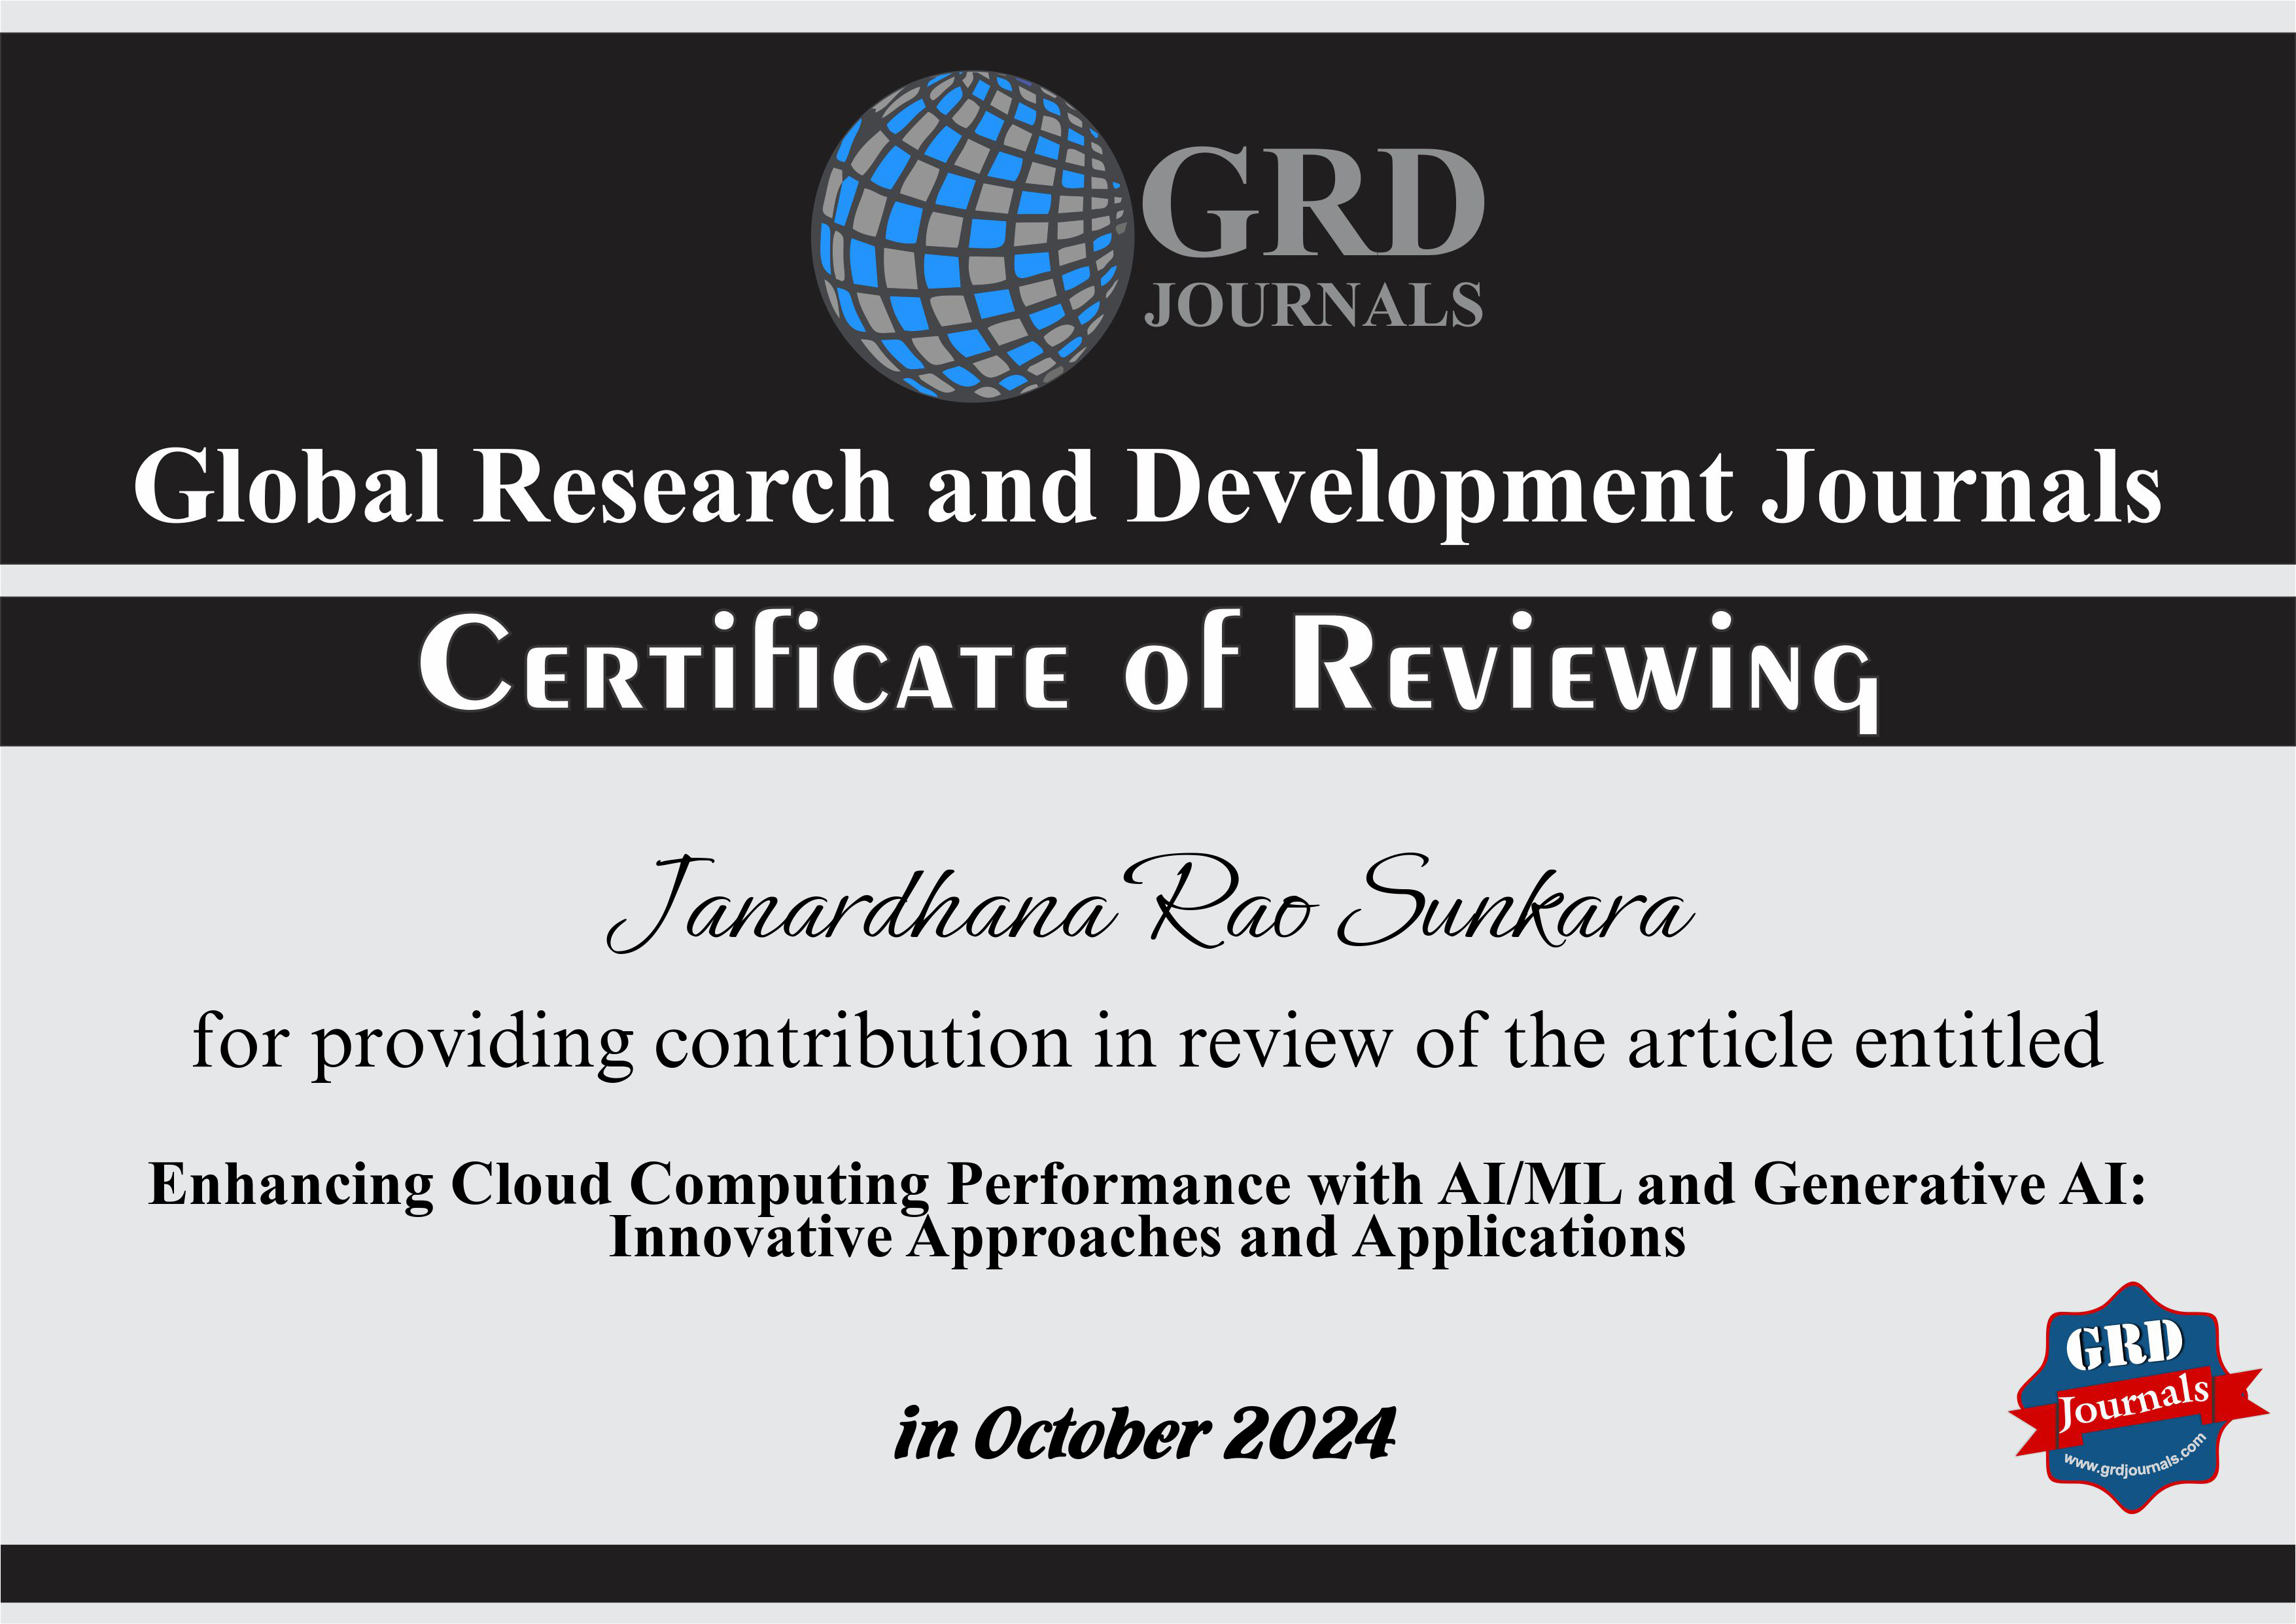 GRD
JOURNALS
Global Research and Development Journals
Certificate of Reviewing
Janardhana Rao Sunkara
for providing contribution in review of the article entitled
Enhancing Cloud Computing Performance with AI/ML and Generative AI:
Innovative Approaches and Applications
in October 2024
GRD
Journals
www.grdjournals.com